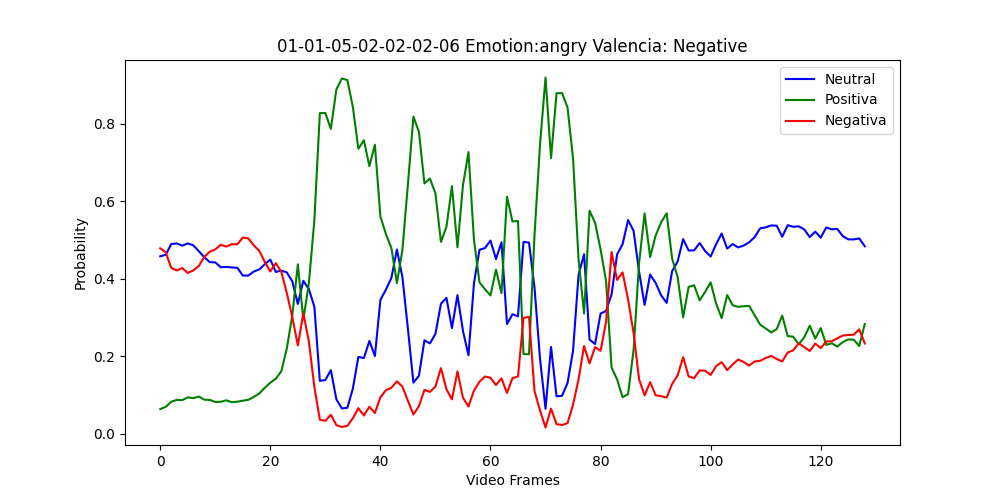 01-01-05-02-02-02-06 Emotion:angry Valencia: Negative
Neutral
Positiva
Negativa
Probability
0.8
0.6
0.4
0.2
0.0
0 20 40 60 80 100 120
Video Frames